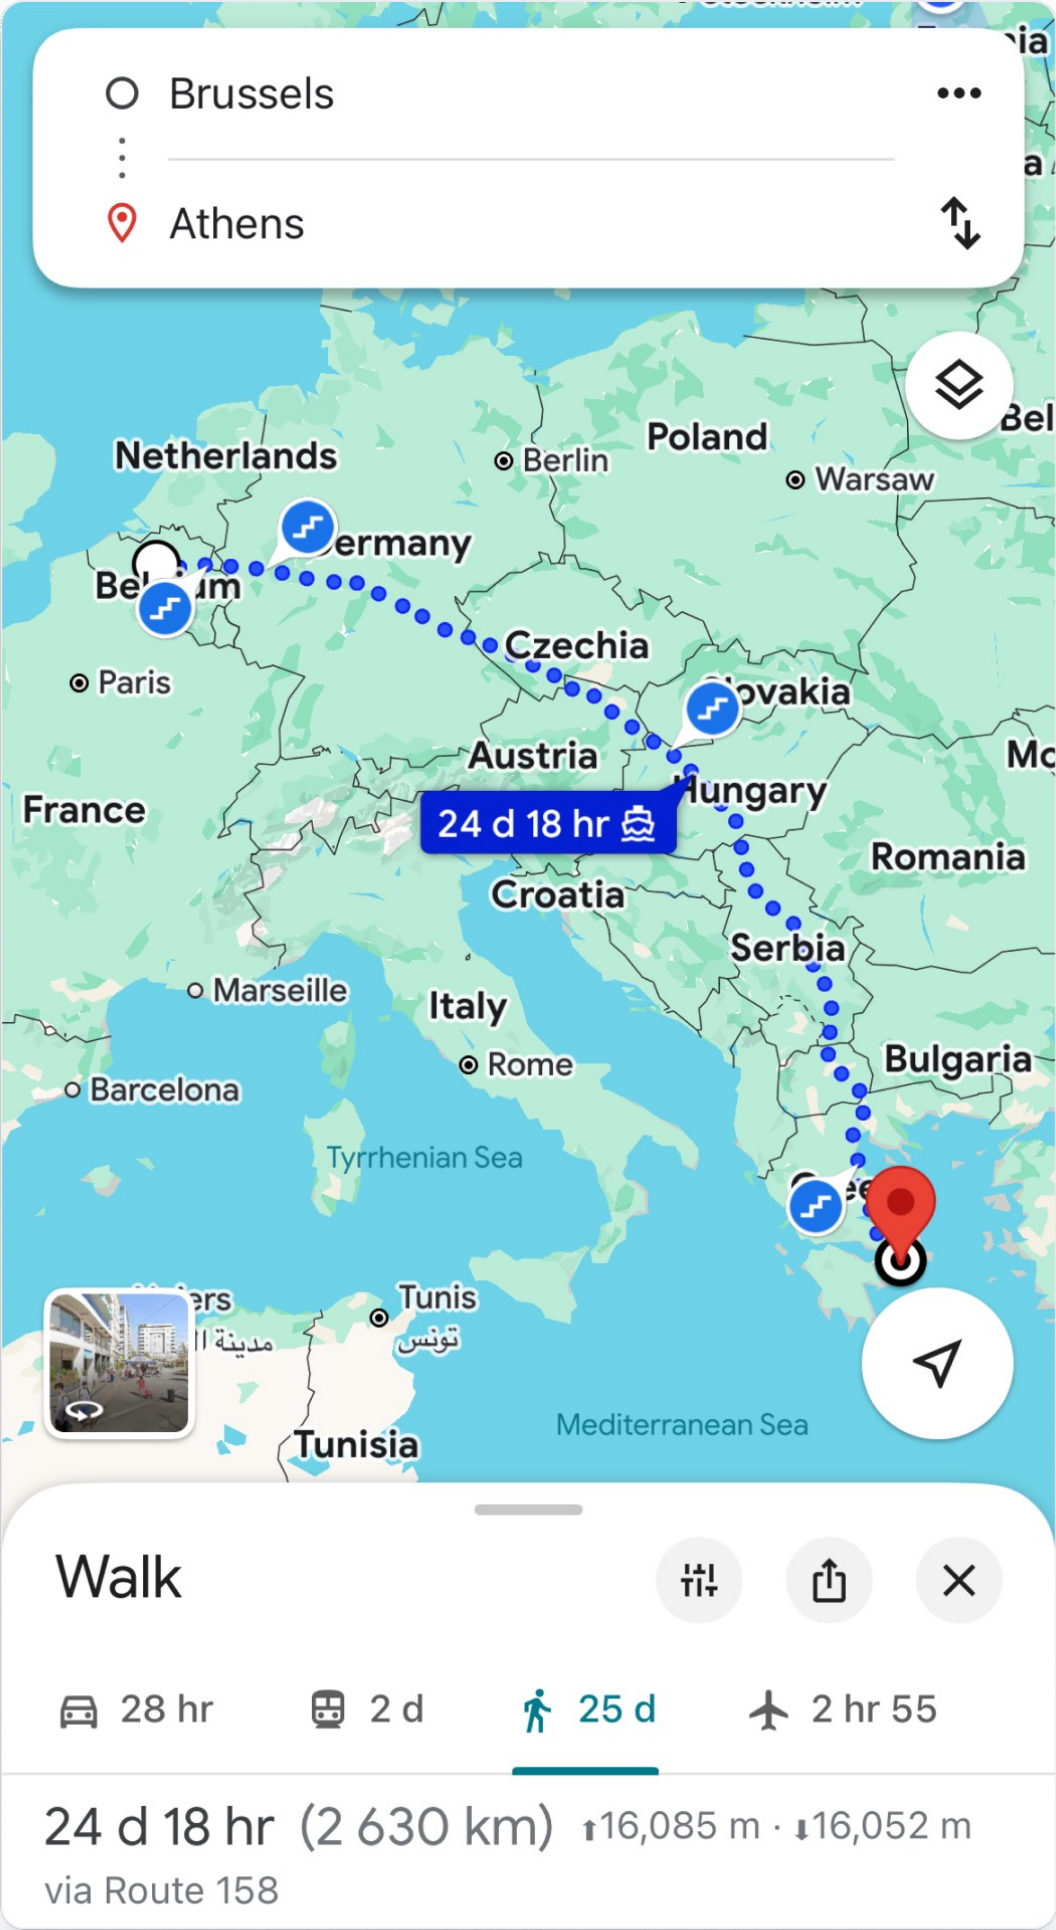 Brussels
Athens
Netherlands
Berlin
Poland
Warsaw
Bel
Paris
Czechia
Austria
Hungary
France
24 d 18 hr
Romania
Croatia
Serbia
Marseille
Italy
Rome
Bulgaria
Barcelona
Tyrrhenian Sea
Tunis
تونس
Mediterranean Sea
Tunisia
Walk
28 hr
2 d
25 d
2 hr 55
24 d 18 hr (2 630 km) 16,085 m · 16,052 m
via Route 158